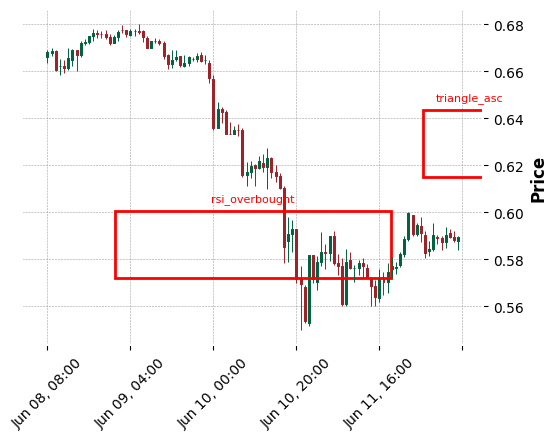 0.68
0.66
0.64
0.62
0.60
0.58
0.56
Price
triangle_asc
rsi_overbought
Jun 08, 08:00
Jun 09, 04:00
Jun 10, 00:00
Jun 10, 20:00
Jun 11, 16:00